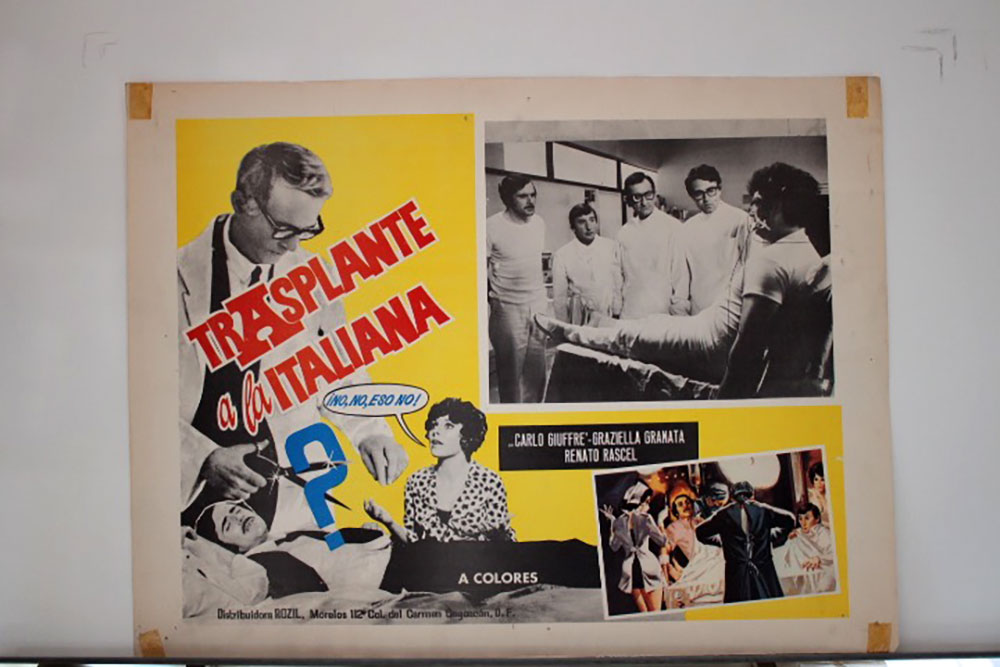 TRASPLANTE
a la ITALIANA
¡NO, NO, ESO NO!
?
...CARLO GIUFFRE'-GRAZIELLA GRANATA
RENATO RASCEL
A COLORES
Distribuidora ROZIL, Morelos 112 Col. del Carmen Coyoacán, D. F.